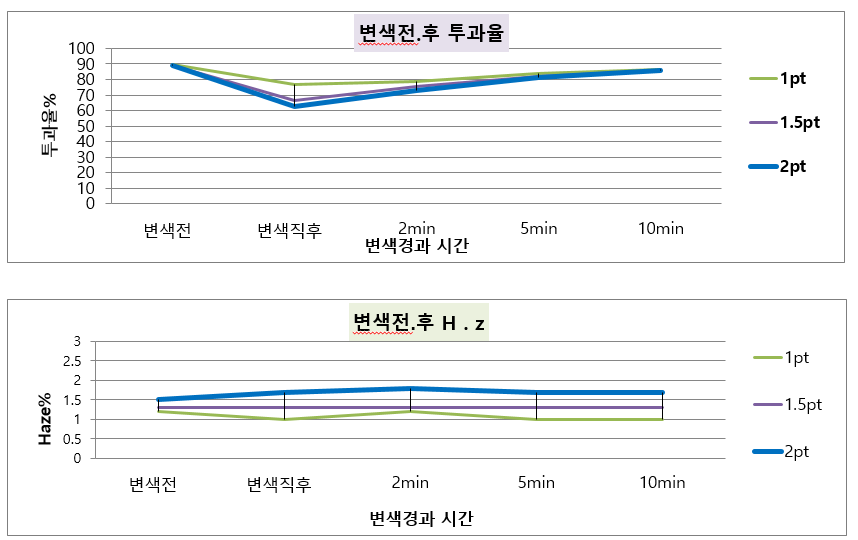 변색전.후 투과율
100
90
80
70
60
50
40
30
20
10
0
투과율%
변색전 변색직후 2min 5min 10min
변색경과 시간
1pt
1.5pt
2pt
변색전.후 H . z
3
2.5
2
1.5
1
0.5
0
Haze%
변색전 변색직후 2min 5min 10min
변색경과 시간
1pt
1.5pt
2pt